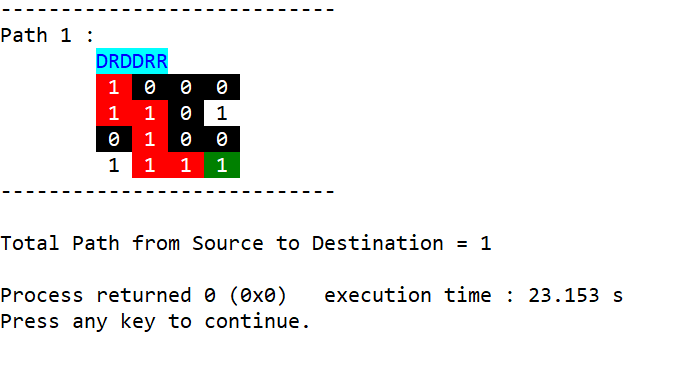 ----------------------------
Path 1 :
DRDDRR
1 0 0 0
1 1 0 1
0 1 0 0
1 1 1 1
----------------------------
Total Path from Source to Destination = 1
Process returned 0 (0x0)   execution time : 23.153 s
Press any key to continue.